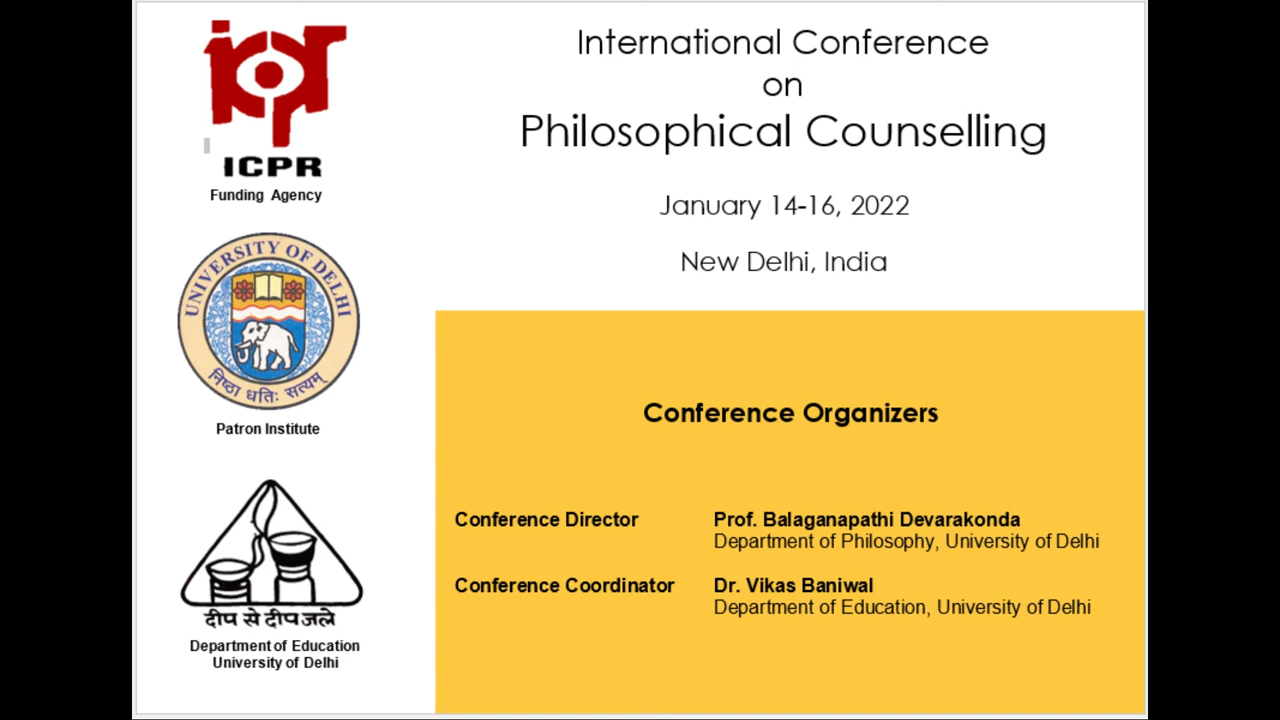 ICPR
Funding Agency
UNIVERSITY OF DELHI
निष्ठा धृतिः सत्यम्
Patron Institute
दीप से दीप जले
Department of Education
University of Delhi
International Conference
on
Philosophical Counselling
January 14-16, 2022
New Delhi, India
Conference Organizers
Conference Director Prof. Balaganapathi Devarakonda
Department of Philosophy, University of Delhi
Conference Coordinator Dr. Vikas Baniwal
Department of Education, University of Delhi